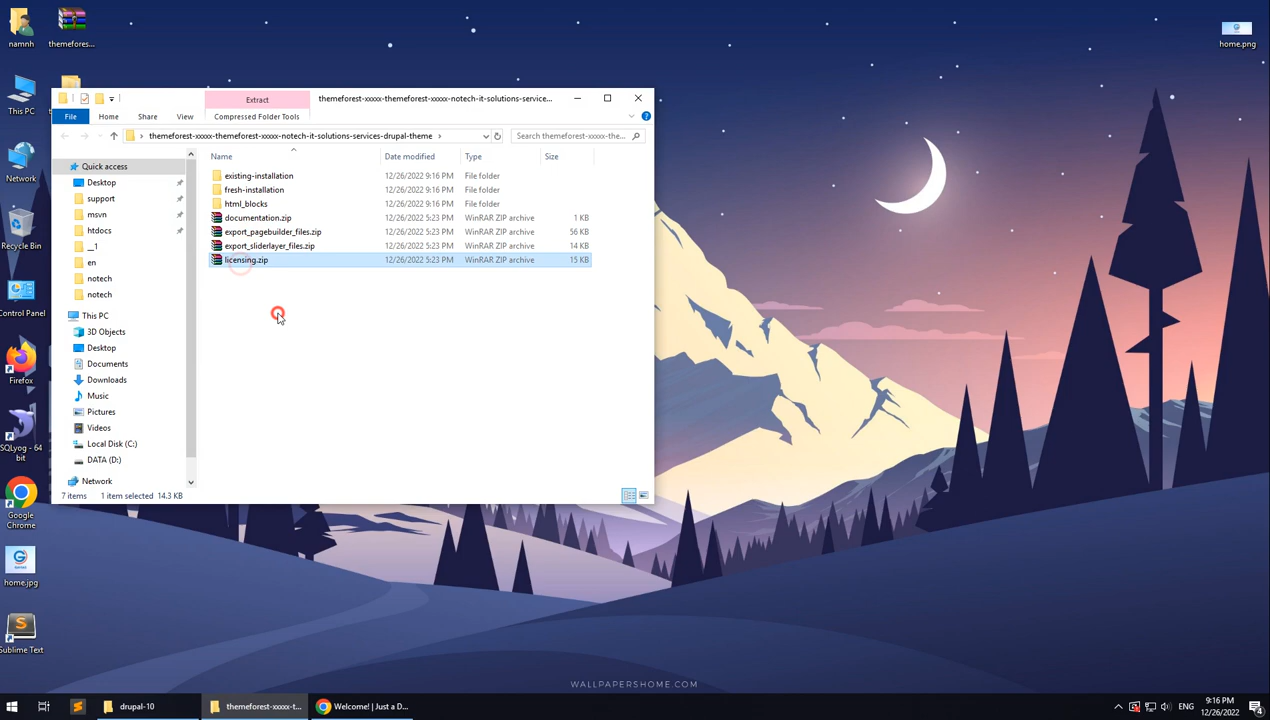 namnh
themefores...
home.png
This PC
Network
Recycle Bin
Control Panel
Firefox
SQLyog - 64
bit
Google
Chrome
home.jpg
Sublime Text
Extract
themeforest-xxxxx-themeforest-xxxxx-notech-it-solutions-service...
File
Home
Share
View
Compressed Folder Tools
themeforest-xxxxx-themeforest-xxxxx-notech-it-solutions-services-drupal-theme
Search themeforest-xxxxx-the...
Name
Date modified
Type
Size
Quick access
Desktop
support
msvn
htdocs
__1
en
notech
notech
This PC
3D Objects
Desktop
Documents
Downloads
Music
Pictures
Videos
Local Disk (C:)
DATA (D:)
Network
existing-installation 12/26/2022 9:16 PM File folder
fresh-installation 12/26/2022 9:16 PM File folder
html_blocks 12/26/2022 9:16 PM File folder
documentation.zip 12/26/2022 5:23 PM WinRAR ZIP archive 1 KB
export_pagebuilder_files.zip 12/26/2022 5:23 PM WinRAR ZIP archive 56 KB
export_sliderlayer_files.zip 12/26/2022 5:23 PM WinRAR ZIP archive 14 KB
licensing.zip 12/26/2022 5:23 PM WinRAR ZIP archive 15 KB
7 items 1 item selected 14.3 KB
WALLPAPERSHOME.COM
drupal-10
themeforest-xxxxx-t...
Welcome! | Just a D...
ENG
9:16 PM
12/26/2022
4